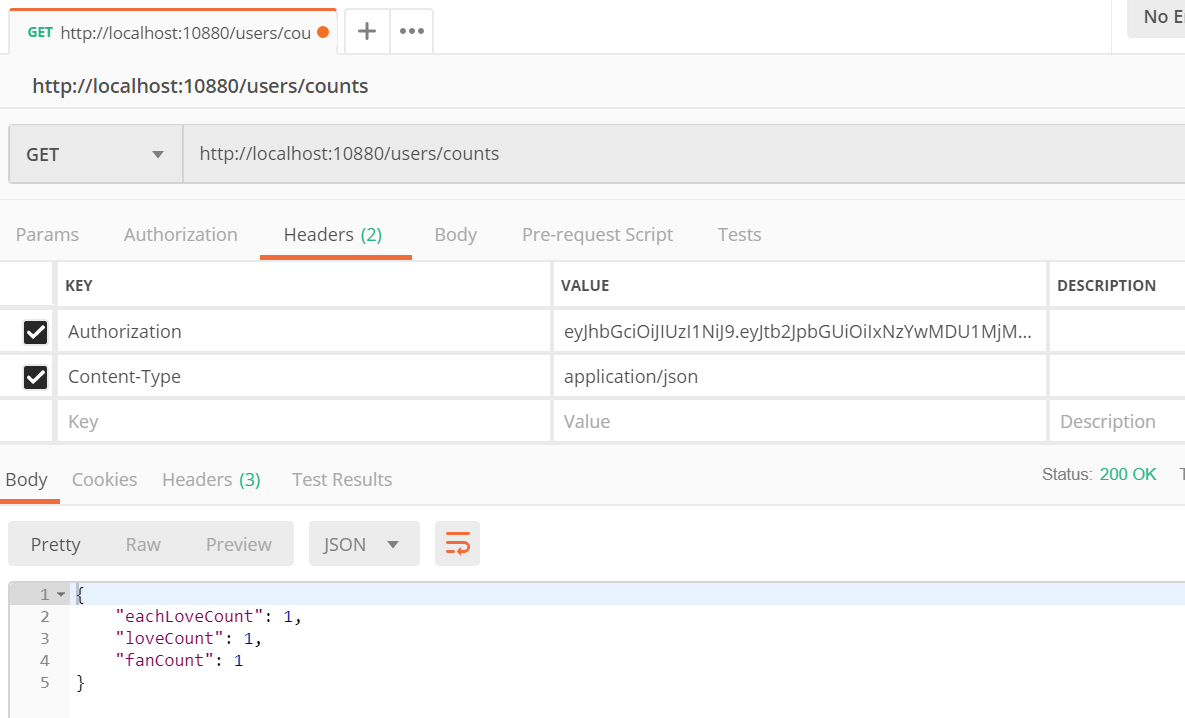 GET http://localhost:10880/users/cou
No E
http://localhost:10880/users/counts
GET http://localhost:10880/users/counts
Params Authorization Headers (2) Body Pre-request Script Tests
KEY VALUE DESCRIPTION
Authorization eyJhbGciOiJIUzI1NiJ9.eyJtb2JpbGUiOiIxNzYwMDU1MjM...
Content-Type application/json
Key Value Description
Body Cookies Headers (3) Test Results Status: 200 OK
Pretty Raw Preview JSON
1 {
2 "eachLoveCount": 1,
3 "loveCount": 1,
4 "fanCount": 1
5 }